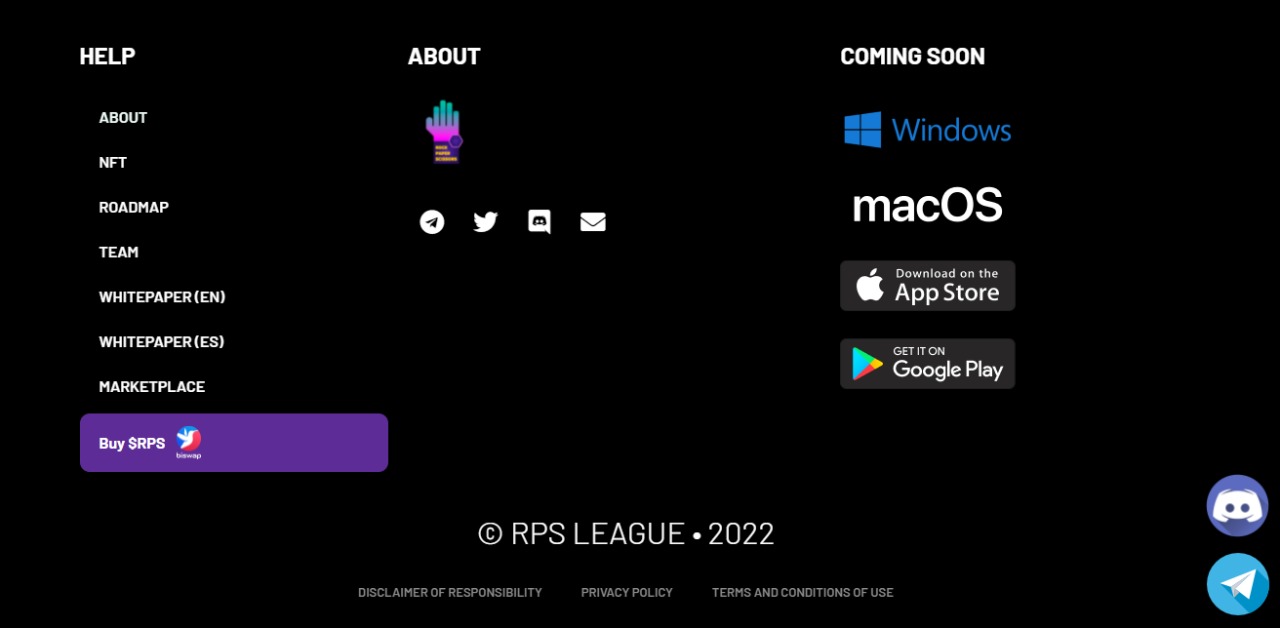 HELP
ABOUT
NFT
ROADMAP
TEAM
WHITEPAPER (EN)
WHITEPAPER (ES)
MARKETPLACE
Buy $RPS
biswap
ABOUT
ROCK
PAPER
SCISSORS
COMING SOON
Windows
macOS
Download on the
App Store
GET IT ON
Google Play
© RPS LEAGUE • 2022
DISCLAIMER OF RESPONSIBILITY PRIVACY POLICY TERMS AND CONDITIONS OF USE